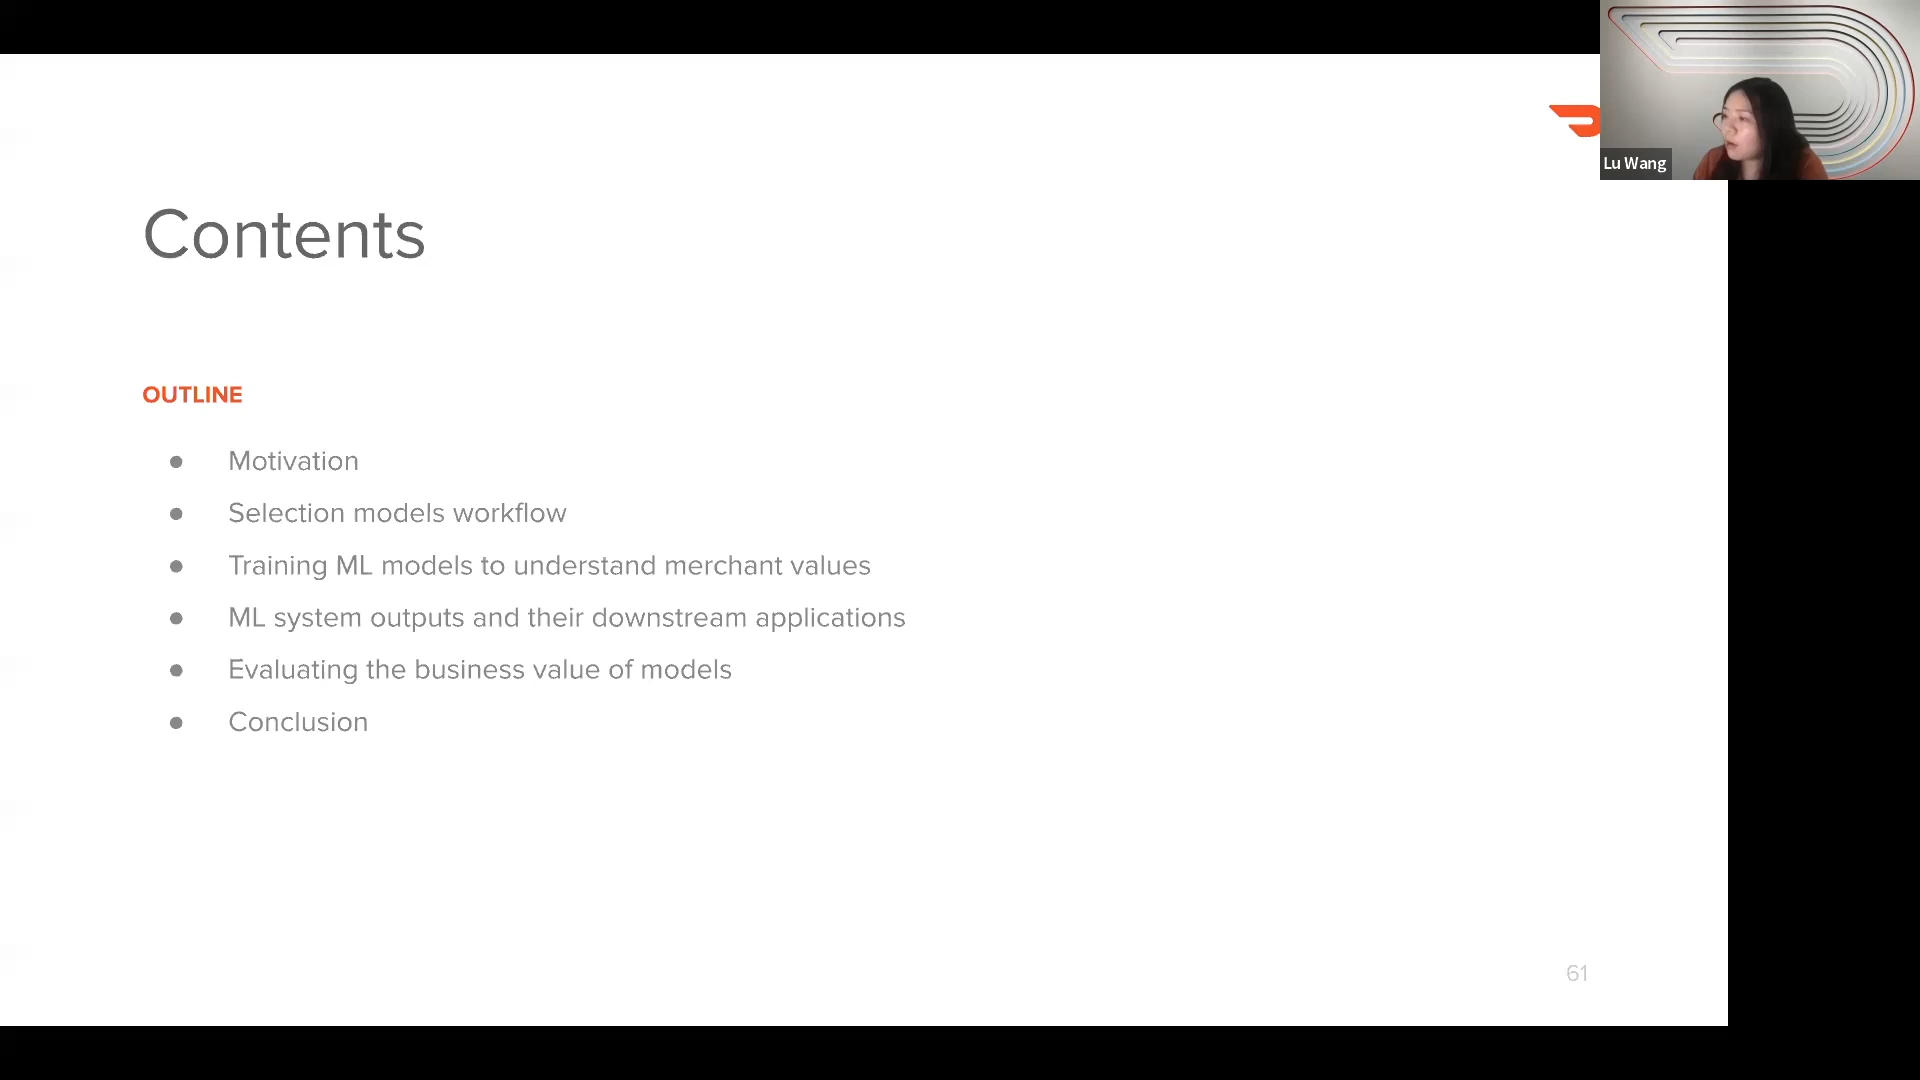 Lu Wang
Contents
OUTLINE
● Motivation
● Selection models workflow
● Training ML models to understand merchant values
● ML system outputs and their downstream applications
● Evaluating the business value of models
● Conclusion
61